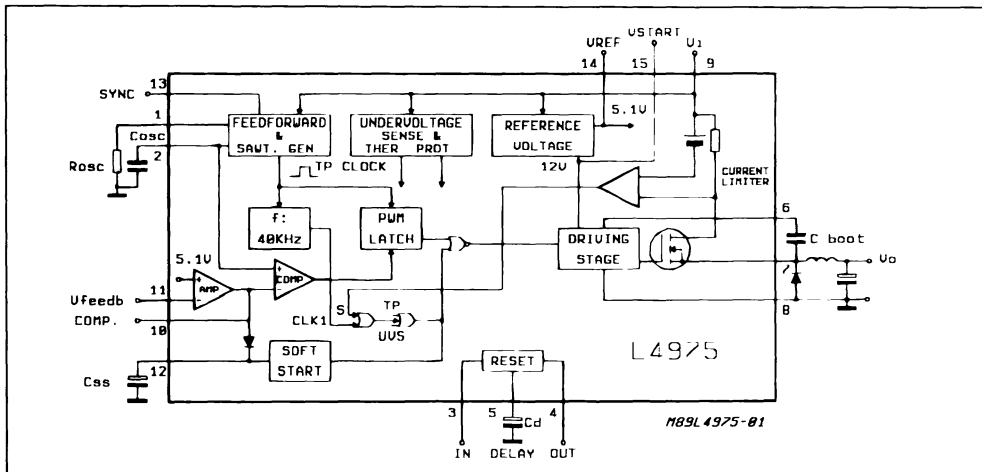 VREF
VSTART
Vi
14
15
9
13
SYNC
5.1V
1
Cosc
2
Rosc
FEEDFORWARD
&
SAWT. GEN
UNDERVOLTAGE
SENSE &
THER PROT
REFERENCE
VOLTAGE
12V
TP CLOCK
CURRENT
LIMITER
f:
40KHz
PWM
LATCH
DRIVING
STAGE
6
C boot
7
Vo
8
5.1V
+
AMP
-
+
COMP
-
11
Vfeedb
COMP.
10
S
TP
CLK1
UVS
12
Css
SOFT
START
RESET
L4975
3
5
Cd
4
M89L4975-01
IN DELAY OUT